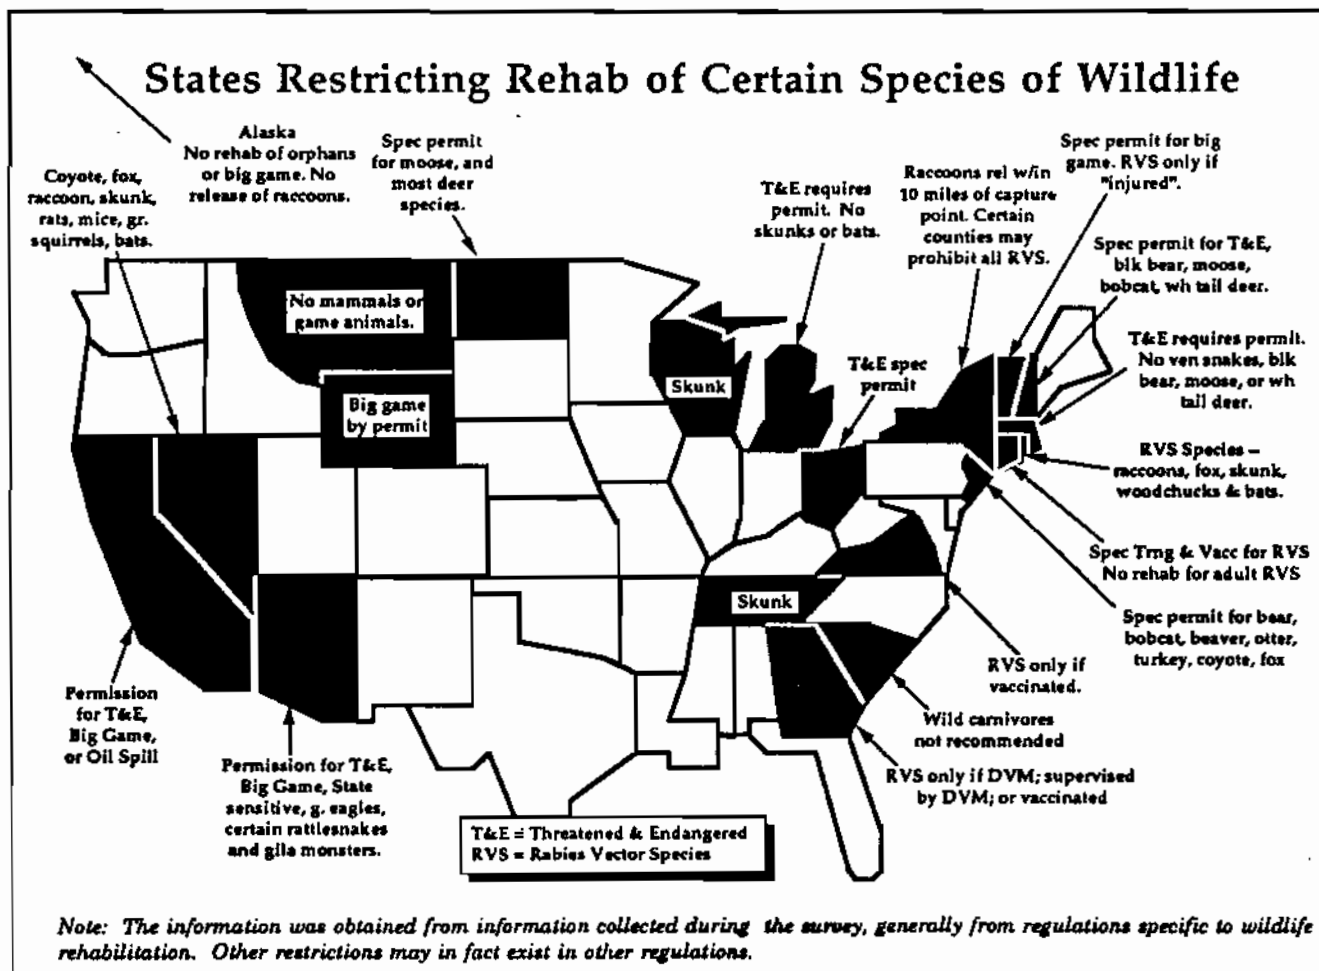 States Restricting Rehab of Certain Species of Wildlife
Alaska
No rehab of orphans
or big game. No
release of raccoons.
Coyote, fox,
raccoon, skunk,
rats, mice, gr.
squirrels, bats.
Spec permit
for moose, and
most deer
species.
T&E requires
permit. No
skunks or bats.
Raccoons rel w/in
10 miles of capture
point. Certain
counties may
prohibit all RVS.
Spec permit for big
game. RVS only if
"injured".
Spec permit for T&E,
blk bear, moose,
bobcat, wh tail deer.
T&E requires permit.
No ven snakes, blk
bear, moose, or wh
tail deer.
No mammals or
game animals.
Big game
by permit
Skunk
T&E spec
permit
RVS Species –
raccoons, fox, skunk,
woodchucks & bats.
Spec Trng & Vacc for RVS
No rehab for adult RVS
Spec permit for bear,
bobcat, beaver, otter,
turkey, coyote, fox
Skunk
RVS only if
vaccinated.
Wild carnivores
not recommended
RVS only if DVM; supervised
by DVM; or vaccinated
Permission
for T&E,
Big Game,
or Oil Spill
Permission for T&E,
Big Game, State
sensitive, g. eagles,
certain rattlesnakes
and gila monsters.
T&E = Threatened & Endangered
RVS = Rabies Vector Species
Note: The information was obtained from information collected during the survey, generally from regulations specific to wildlife
rehabilitation. Other restrictions may in fact exist in other regulations.